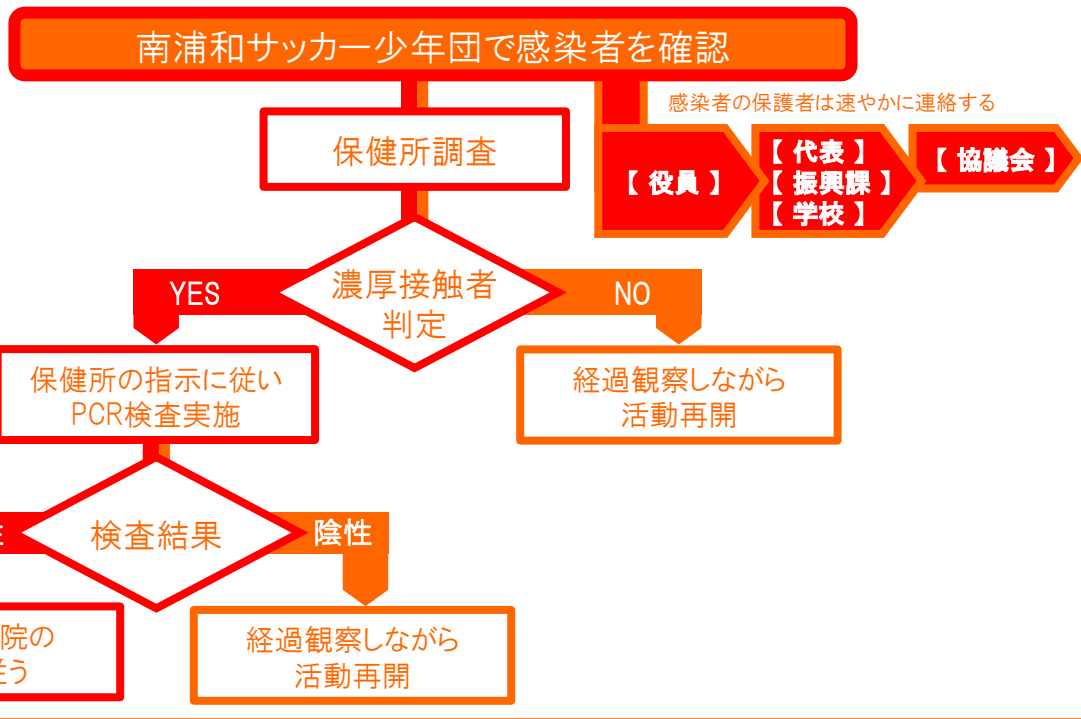 南浦和サッカー少年団で感染者を確認
感染者の保護者は速やかに連絡する
保健所調査
【 役員 】
【 代表 】
【 振興課 】
【 学校 】
【 協議会 】
濃厚接触者
判定
YES
NO
保健所の指示に従い
PCR検査実施
経過観察しながら
活動再開
検査結果
陰性
院の
経過観察しながら
活動再開